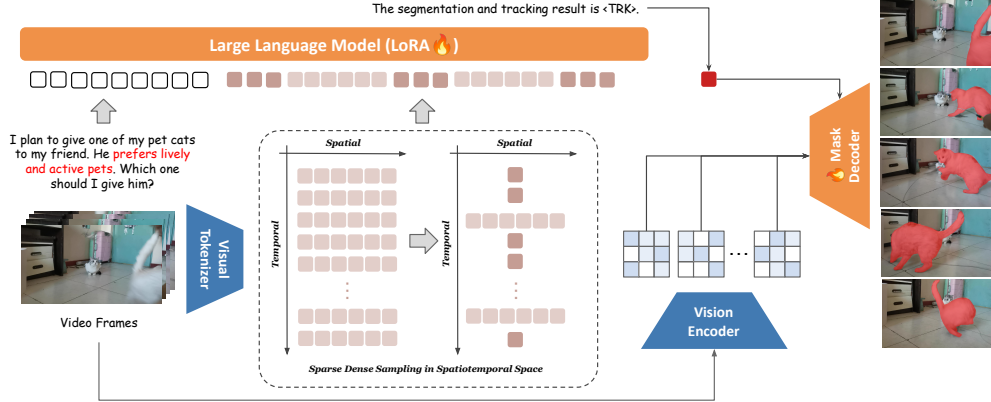 The segmentation and tracking result is <TRK>.
Large Language Model (LoRA🔥)
I plan to give one of my pet cats
to my friend. He prefers lively
and active pets. Which one
should I give him?
Visual
Tokenizer
Video Frames
Spatial
Temporal
Spatial
Temporal
Sparse Dense Sampling in Spatiotemporal Space
Vision
Encoder
🔥 Mask
Decoder